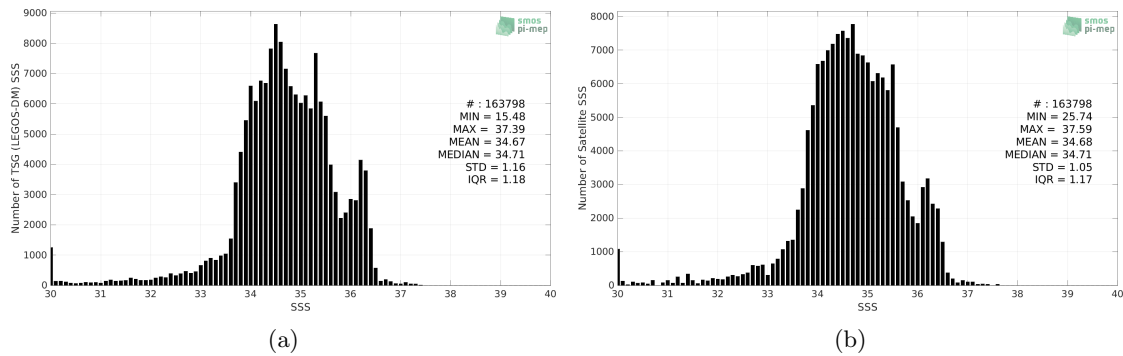 smos
pi-mep
Number of TSG (LEGOS-DM) SSS
9000
8000
7000
6000
5000
4000
3000
2000
1000
0
# : 163798
MIN = 15.48
MAX = 37.39
MEAN = 34.67
MEDIAN = 34.71
STD = 1.16
IQR = 1.18
30 31 32 33 34 35 36 37 38 39 40
SSS
(a)
smos
pi-mep
Number of Satellite SSS
8000
7000
6000
5000
4000
3000
2000
1000
0
# : 163798
MIN = 25.74
MAX = 37.59
MEAN = 34.68
MEDIAN = 34.71
STD = 1.05
IQR = 1.17
30 31 32 33 34 35 36 37 38 39 40
SSS
(b)